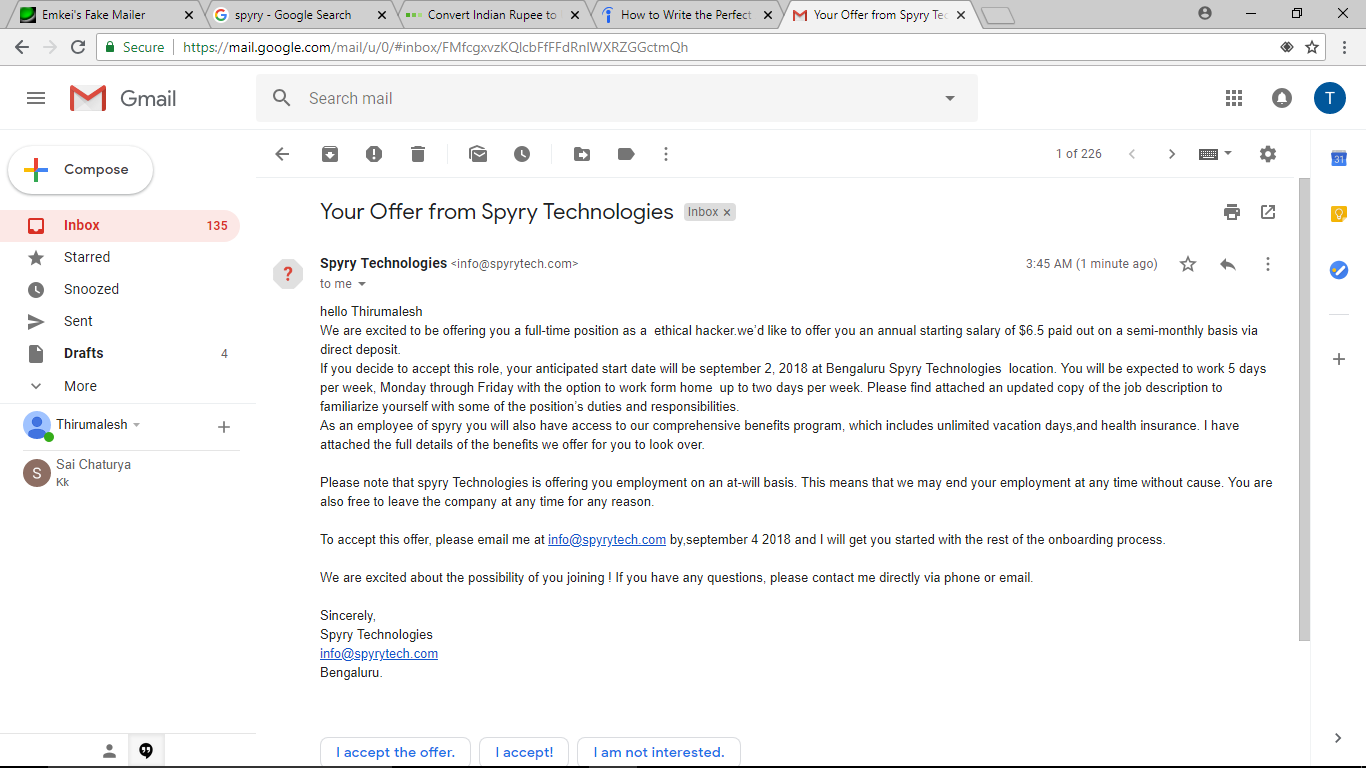 Emkei's Fake Mailer
spyry - Google Search
Convert Indian Rupee to
How to Write the Perfect
Your Offer from Spyry Tec
Secure
https://mail.google.com/mail/u/0/#inbox/FMfcgxvzKQlcbFfFFdRnlWXRZGGctmQh
Gmail
Search mail
T
Compose
1 of 226
31
Inbox 135
Starred
Snoozed
Sent
Drafts 4
More
Thirumalesh
S
Sai Chaturya
Kk
Your Offer from Spyry Technologies
Inbox x
?
Spyry Technologies <info@spyrytech.com>
3:45 AM (1 minute ago)
to me
hello Thirumalesh
We are excited to be offering you a full-time position as a  ethical hacker.we'd like to offer you an annual starting salary of $6.5 paid out on a semi-monthly basis via
direct deposit.
If you decide to accept this role, your anticipated start date will be september 2, 2018 at Bengaluru Spyry Technologies  location. You will be expected to work 5 days
per week, Monday through Friday with the option to work form home  up to two days per week. Please find attached an updated copy of the job description to
familiarize yourself with some of the position's duties and responsibilities.
As an employee of spyry you will also have access to our comprehensive benefits program, which includes unlimited vacation days,and health insurance. I have
attached the full details of the benefits we offer for you to look over.
Please note that spyry Technologies is offering you employment on an at-will basis. This means that we may end your employment at any time without cause. You are
also free to leave the company at any time for any reason.
To accept this offer, please email me at info@spyrytech.com by,september 4 2018 and I will get you started with the rest of the onboarding process.
We are excited about the possibility of you joining ! If you have any questions, please contact me directly via phone or email.
Sincerely,
Spyry Technologies
info@spyrytech.com
Bengaluru.
I accept the offer.
I accept!
I am not interested.